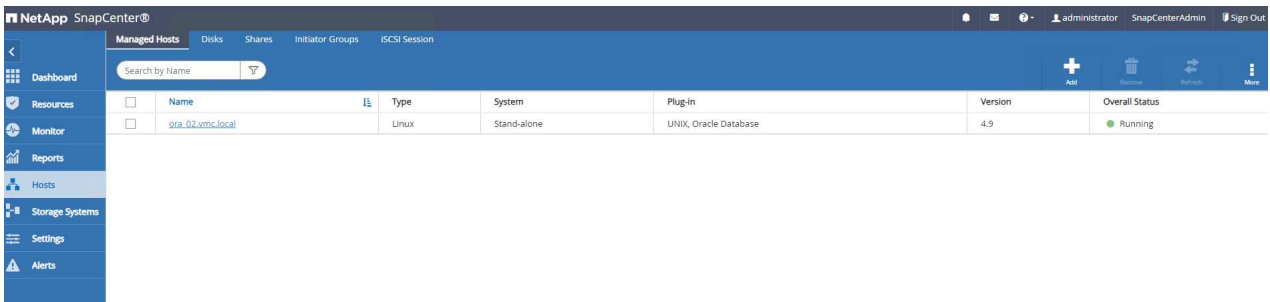 NetApp SnapCenter®
administrator SnapCenterAdmin Sign Out
Managed Hosts Disks Shares Initiator Groups iSCSI Session
Search by Name
Add Remove Refresh More
Dashboard
Resources
Monitor
Reports
Hosts
Storage Systems
Settings
Alerts
Name Type System Plug-in Version Overall Status
ora_02.vmc.local Linux Stand-alone UNIX, Oracle Database 4.9 Running